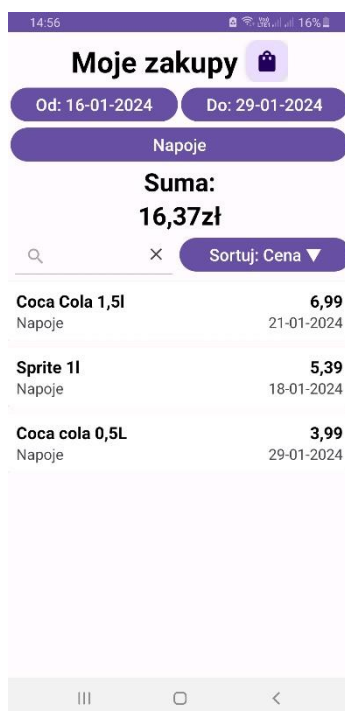 14:56 16%
Moje zakupy
Od: 16-01-2024 Do: 29-01-2024
Napoje
Suma:
16,37zł
Sortuj: Cena ▼
Coca Cola 1,5l 6,99
Napoje 21-01-2024
Sprite 1l 5,39
Napoje 18-01-2024
Coca cola 0,5L 3,99
Napoje 29-01-2024